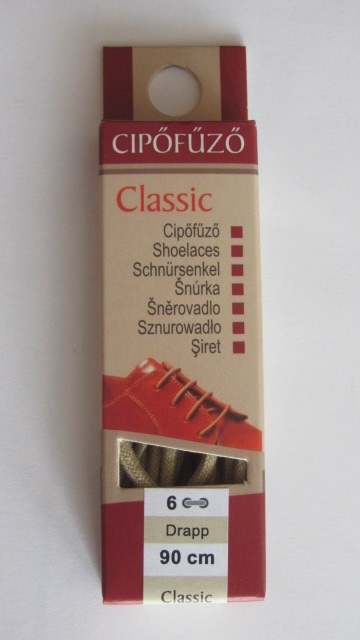 CIPŐFŰZŐ
Classic
Cipőfűző
Shoelaces
Schnürsenkel
Šnúrka
Šněrovadlo
Sznurowadło
Şiret
6
Drapp
90 cm
Classic